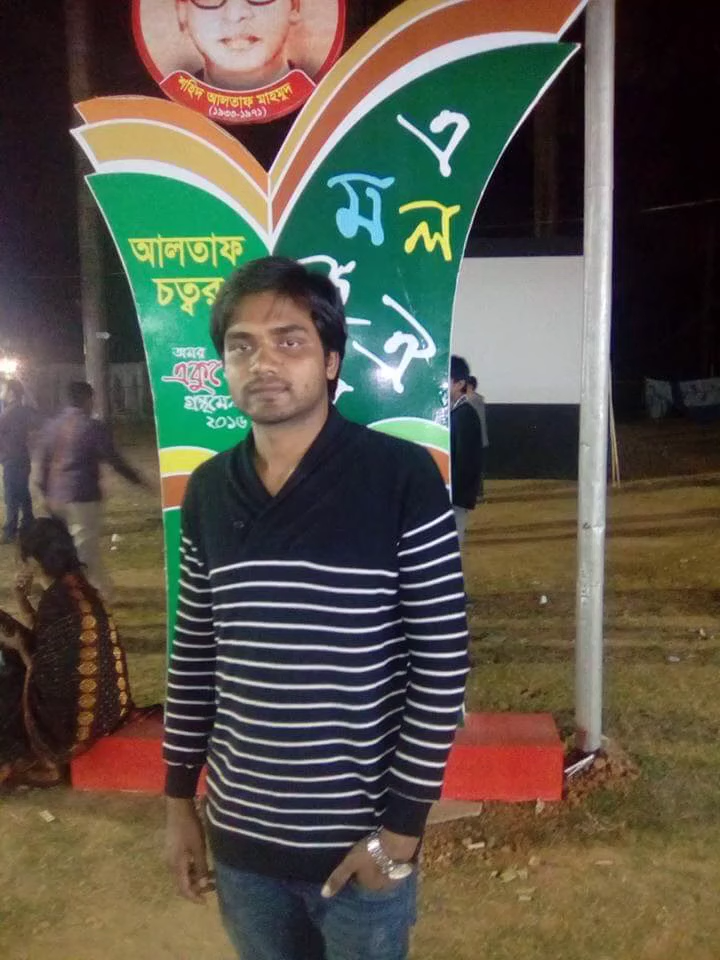 শহিদ আলতাফ মাহমুদ
(১৯৩৩-১৯৭১)
আলতাফ
চত্বর
অমর
একুশে
গ্রন্থমেলা
২০১৬
এ
ম
ল
ঐ